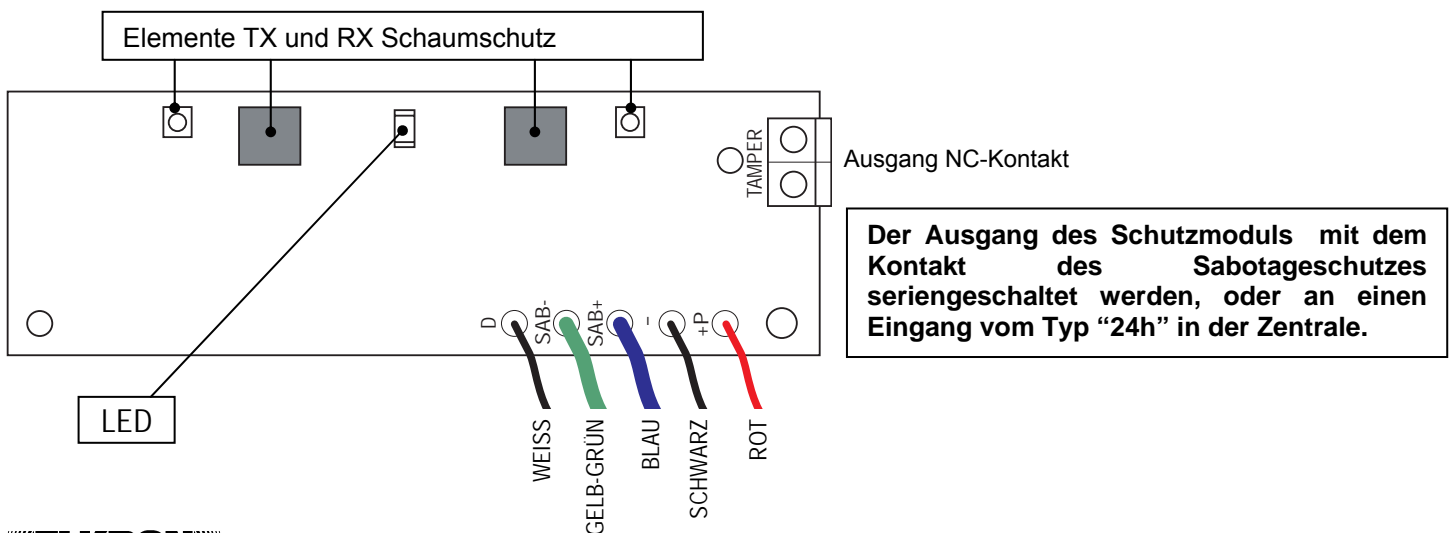 Elemente TX und RX Schaumschutz
TAMPER
Ausgang NC-Kontakt
Der Ausgang des Schutzmoduls mit dem
Kontakt des Sabotageschutzes
seriengeschaltet werden, oder an einen
Eingang vom Typ “24h” in der Zentrale.
D
SAB-
SAB+
-
+P
LED
WEISS
GELB-GRÜN
BLAU
SCHWARZ
ROT